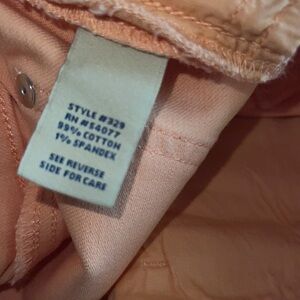 STYLE #329
RN #54077
99% COTTON
1% SPANDEX
SEE REVERSE
SIDE FOR CARE